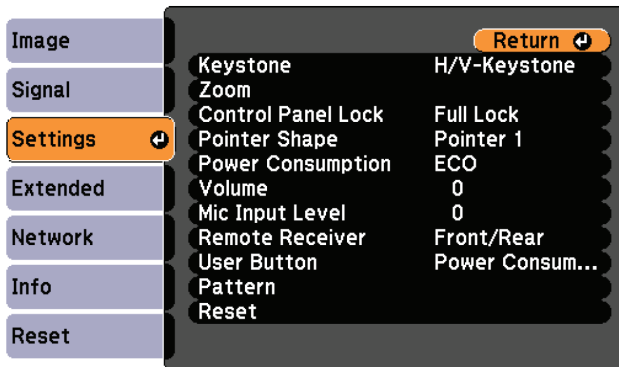 Image
Signal
Settings
Extended
Network
Info
Reset
Return
Keystone H/V-Keystone
Zoom
Control Panel Lock Full Lock
Pointer Shape Pointer 1
Power Consumption ECO
Volume 0
Mic Input Level 0
Remote Receiver Front/Rear
User Button Power Consum...
Pattern
Reset